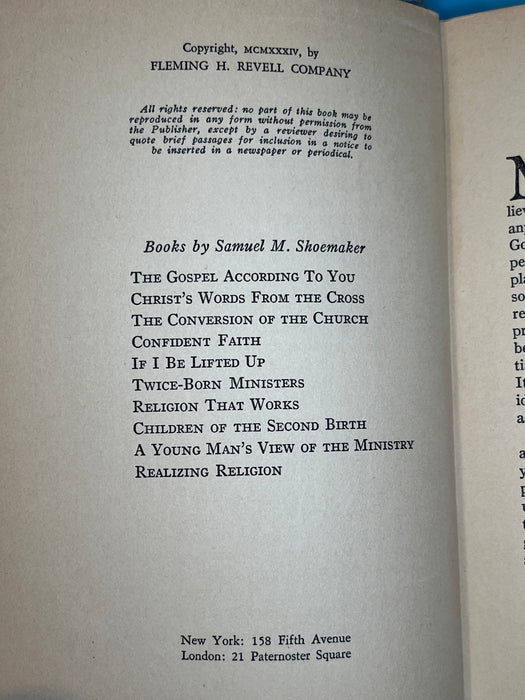 Copyright, MCMXXXIV, by
FLEMING H. REVELL COMPANY
All rights reserved: no part of this book may be
reproduced in any form without permission from
the Publisher, except by a reviewer desiring to
quote brief passages for inclusion in a notice to
be inserted in a newspaper or periodical.
Books by Samuel M. Shoemaker
THE GOSPEL ACCORDING TO YOU
CHRIST'S WORDS FROM THE CROSS
THE CONVERSION OF THE CHURCH
CONFIDENT FAITH
IF I BE LIFTED UP
TWICE-BORN MINISTERS
RELIGION THAT WORKS
CHILDREN OF THE SECOND BIRTH
A YOUNG MAN'S VIEW OF THE MINISTRY
REALIZING RELIGION
New York: 158 Fifth Avenue
London: 21 Paternoster Square